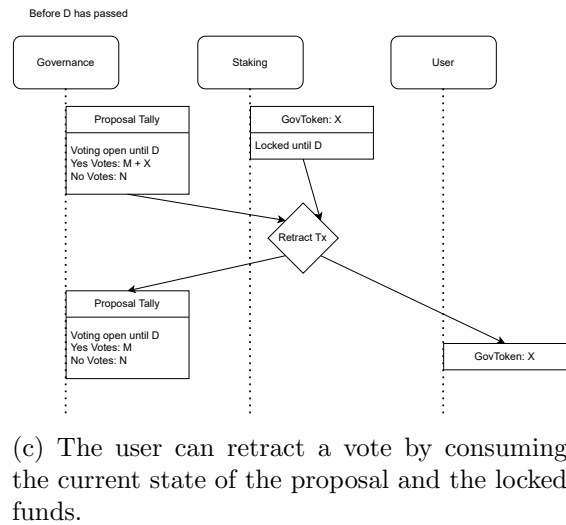 Before D has passed
Governance
Staking
User
Proposal Tally
Voting open until D
Yes Votes: M + X
No Votes: N
GovToken: X
Locked until D
Retract Tx
Proposal Tally
Voting open until D
Yes Votes: M
No Votes: N
GovToken: X
(c) The user can retract a vote by consuming
the current state of the proposal and the locked
funds.